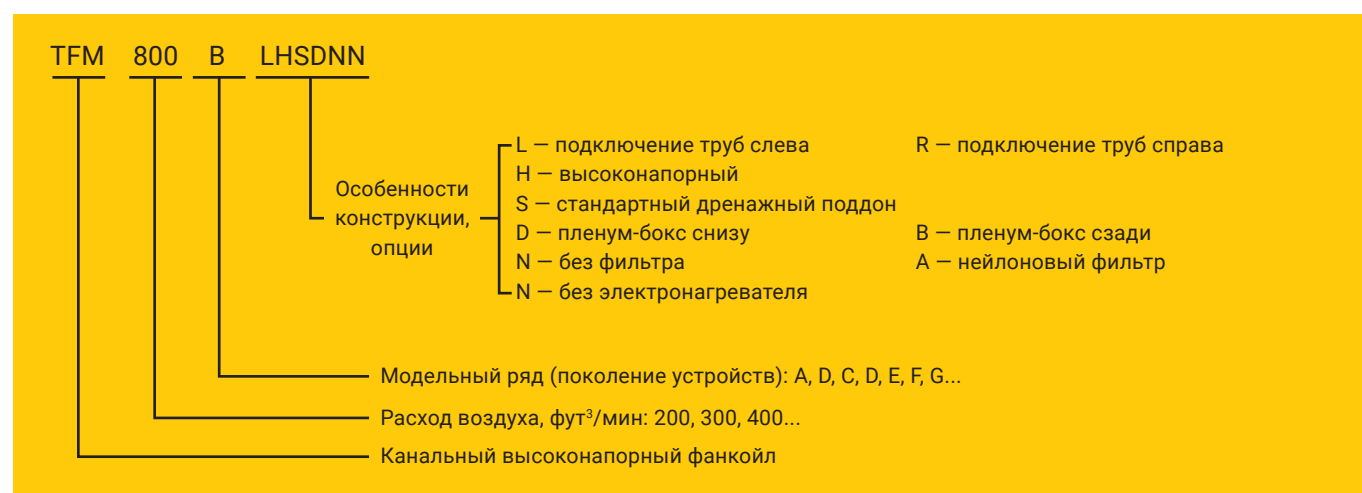 TFM 800 B LHSDNN
L — подключение труб слева R — подключение труб справа
H — высоконапорный
Особенности
S — стандартный дренажный поддон
конструкции,
D — пленум-бокс снизу B — пленум-бокс сзади
опции
N — без фильтра A — нейлоновый фильтр
N — без электронагревателя
Модельный ряд (поколение устройств): A, D, C, D, E, F, G...
Расход воздуха, фут³/мин: 200, 300, 400...
Канальный высоконапорный фанкойл